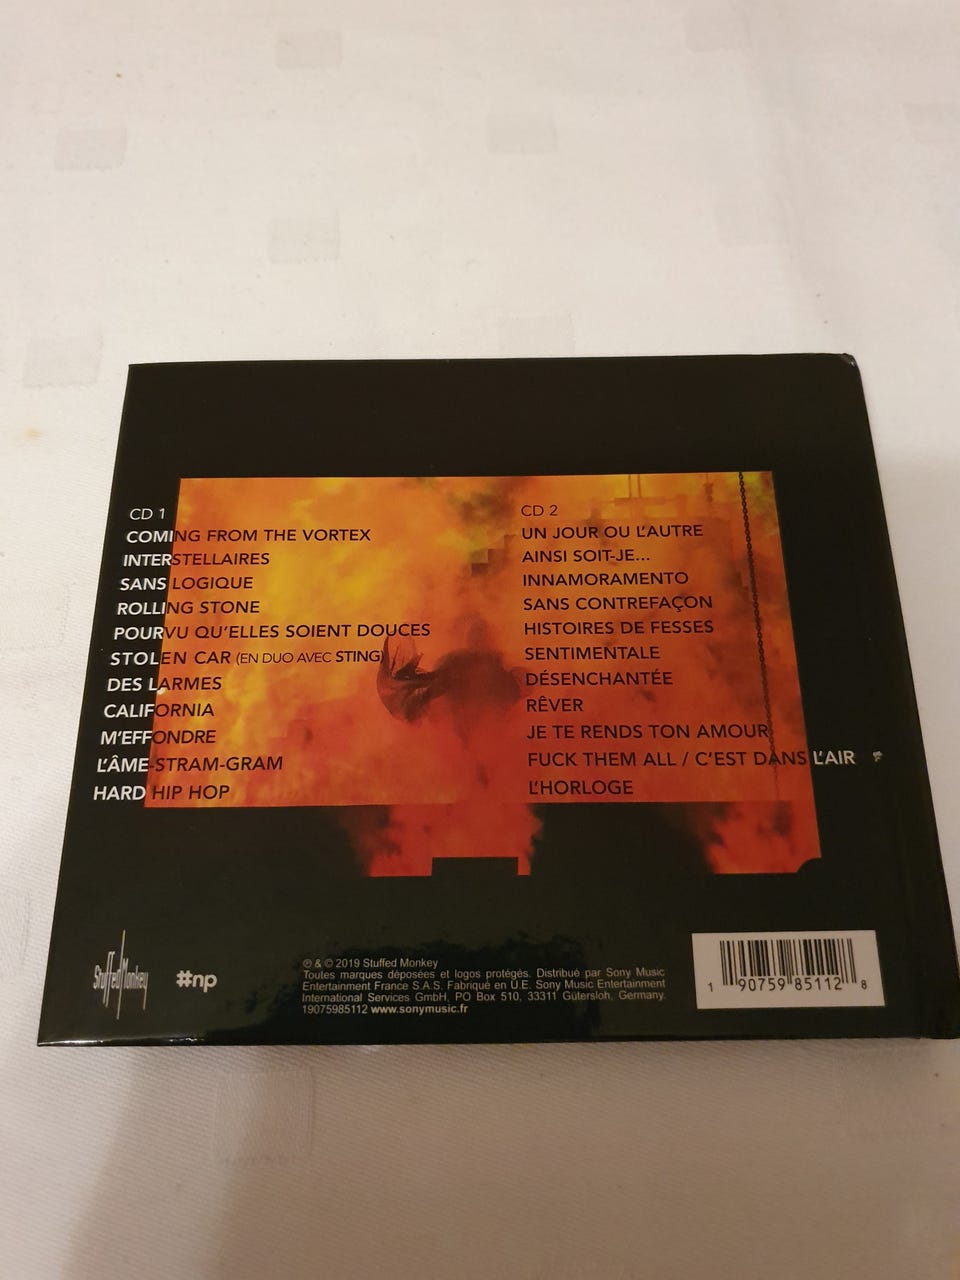 CD 1
COMING FROM THE VORTEX
INTERSTELLAIRES
SANS LOGIQUE
ROLLING STONE
POURVU QU'ELLES SOIENT DOUCES
STOLEN CAR (EN DUO AVEC STING)
DES LARMES
CALIFORNIA
M'EFFONDRE
L'ÂME-STRAM-GRAM
HARD HIP HOP
CD 2
UN JOUR OU L'AUTRE
AINSI SOIT-JE...
INNAMORAMENTO
SANS CONTREFAÇON
HISTOIRES DE FESSES
SENTIMENTALE
DÉSENCHANTÉE
RÊVER
JE TE RENDS TON AMOUR
FUCK THEM ALL / C'EST DANS L'AIR
L'HORLOGE
Stuffed Monkey
#np
℗ & © 2019 Stuffed Monkey
Toutes marques déposées et logos protégés. Distribué par Sony Music
Entertainment France S.A.S. Fabriqué en U.E. Sony Music Entertainment
International Services GmbH, PO Box 510, 33311 Gütersloh, Germany.
19075985112 www.sonymusic.fr
1 90759 85112 8